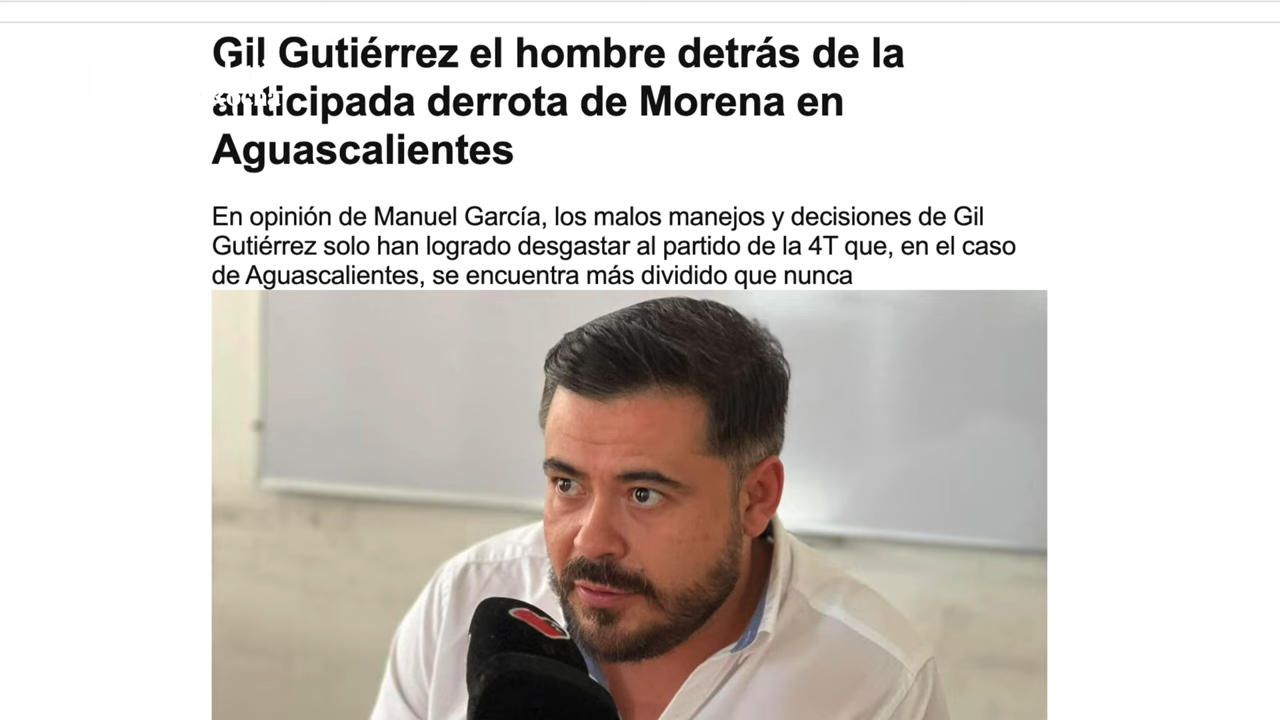 Gil Gutiérrez el hombre detrás de la
anticipada derrota de Morena en
Aguascalientes
En opinión de Manuel García, los malos manejos y decisiones de Gil
Gutiérrez solo han logrado desgastar al partido de la 4T que, en el caso
de Aguascalientes, se encuentra más dividido que nunca